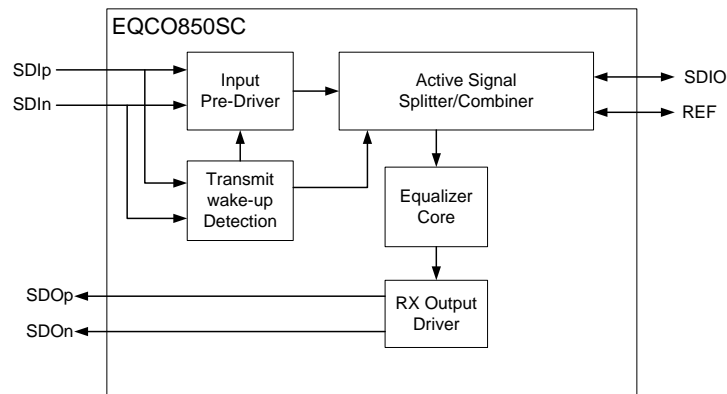 EQCO850SC
SDIp
SDIn
Input
Pre-Driver
Active Signal
Splitter/Combiner
SDIO
REF
Transmit
wake-up
Detection
Equalizer
Core
SDOp
SDOn
RX Output
Driver